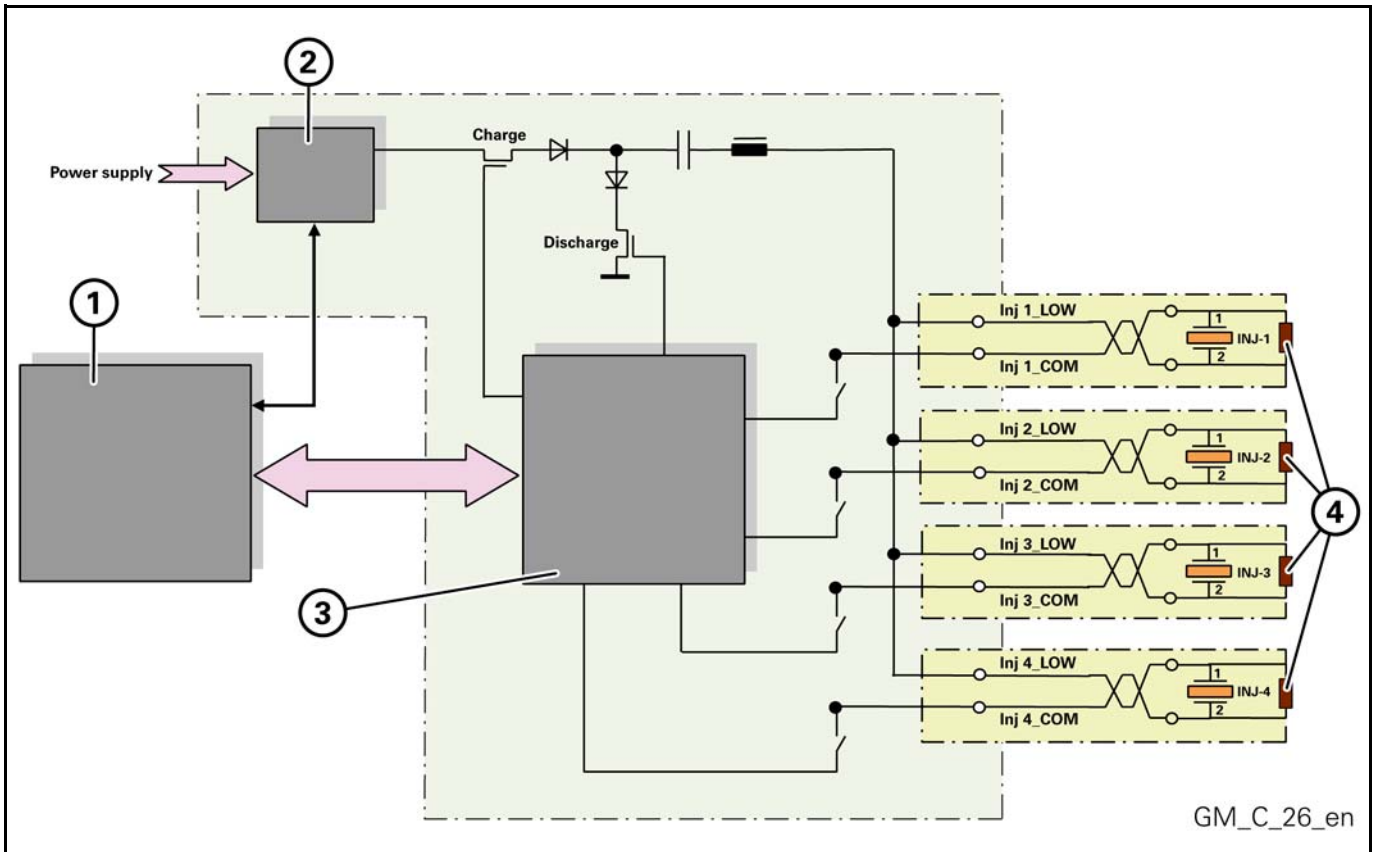 2
Charge
Power supply
Discharge
1
Inj 1_LOW
1
INJ-1
2
Inj 1_COM
Inj 2_LOW
1
INJ-2
2
Inj 2_COM
4
Inj 3_LOW
1
INJ-3
2
Inj 3_COM
3
Inj 4_LOW
1
INJ-4
2
Inj 4_COM
GM_C_26_en